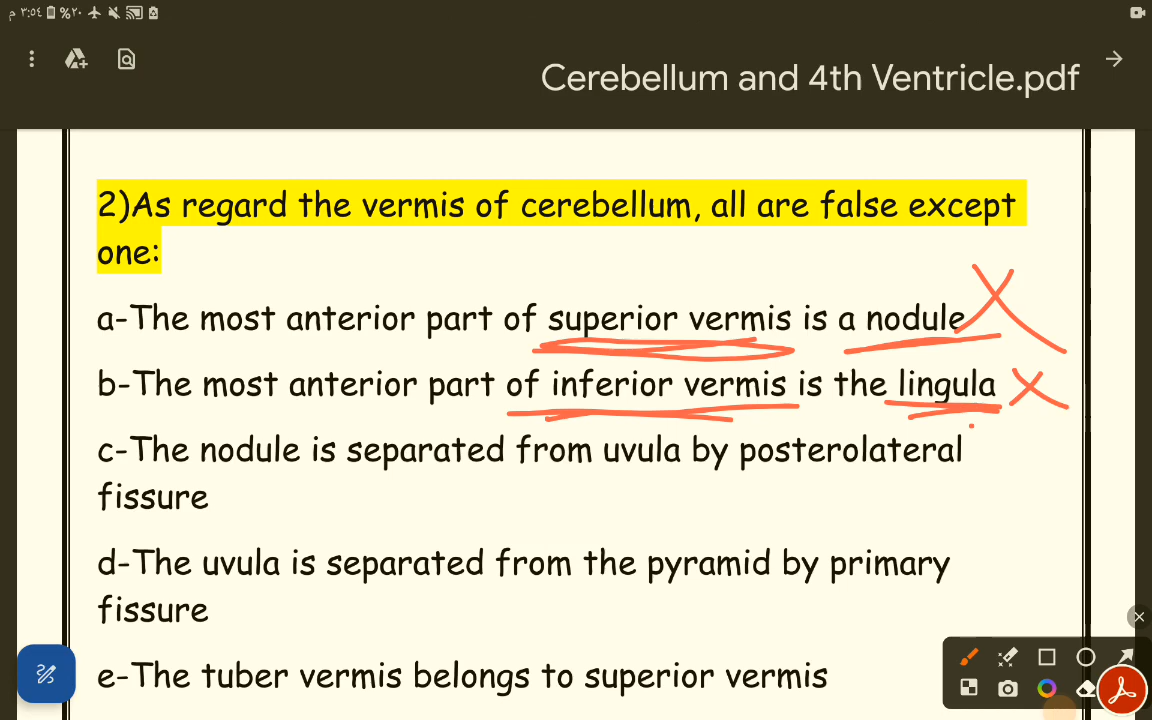 م ٣:٥٤ %٢٠
Cerebellum and 4th Ventricle.pdf
2)As regard the vermis of cerebellum, all are false except
one:
a-The most anterior part of superior vermis is a nodule
b-The most anterior part of inferior vermis is the lingula
c-The nodule is separated from uvula by posterolateral
fissure
d-The uvula is separated from the pyramid by primary
fissure
e-The tuber vermis belongs to superior vermis